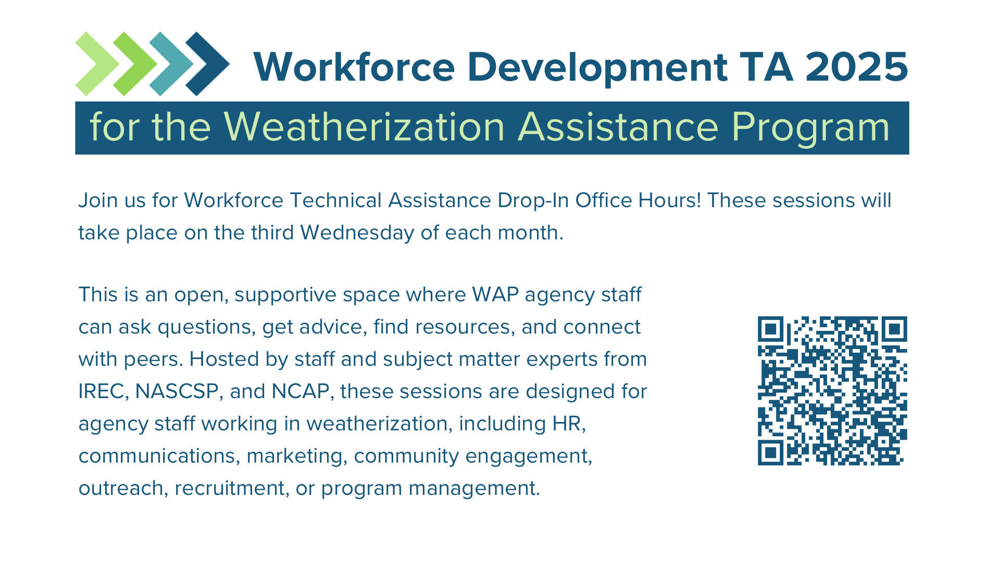 Workforce Development TA 2025
for the Weatherization Assistance Program
Join us for Workforce Technical Assistance Drop-In Office Hours! These sessions will
take place on the third Wednesday of each month.
This is an open, supportive space where WAP agency staff
can ask questions, get advice, find resources, and connect
with peers. Hosted by staff and subject matter experts from
IREC, NASCSP, and NCAP, these sessions are designed for
agency staff working in weatherization, including HR,
communications, marketing, community engagement,
outreach, recruitment, or program management.